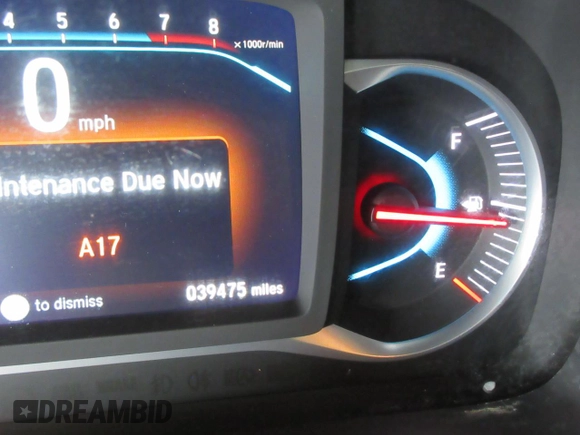 4 5 6 7 8
×1000r/min
0 mph
intenance Due Now
A17
to dismiss
039475 miles
F
E
DREAMBID